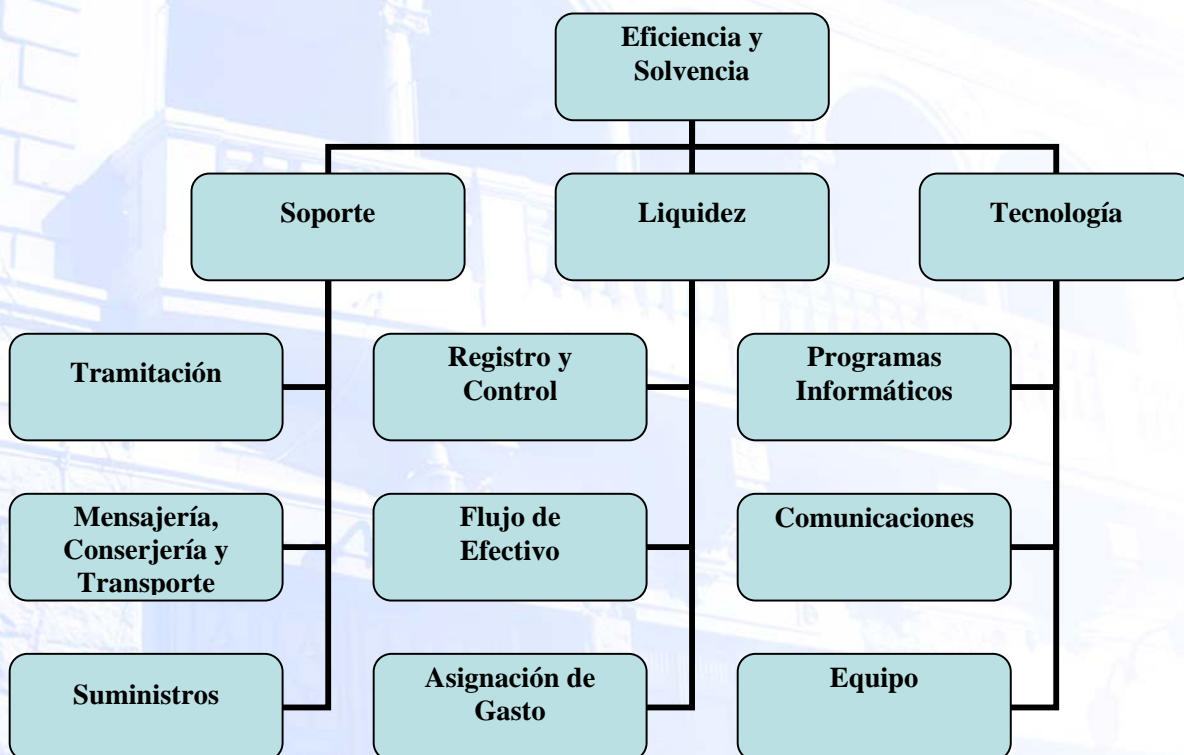 Eficiencia y
Solvencia
Soporte
Liquidez
Tecnología
Tramitación
Registro y
Control
Programas
Informáticos
Mensajería,
Conserjería y
Transporte
Flujo de
Efectivo
Comunicaciones
Suministros
Asignación de
Gasto
Equipo